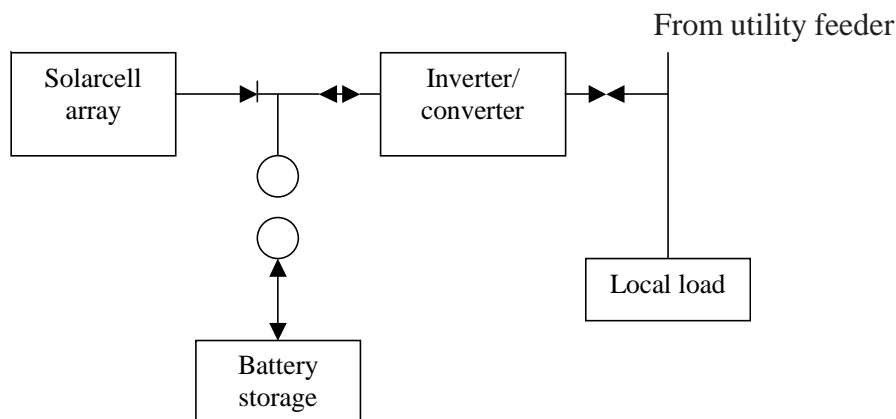 From utility feeder
Solarcell
array
Inverter/
converter
Local load
Battery
storage